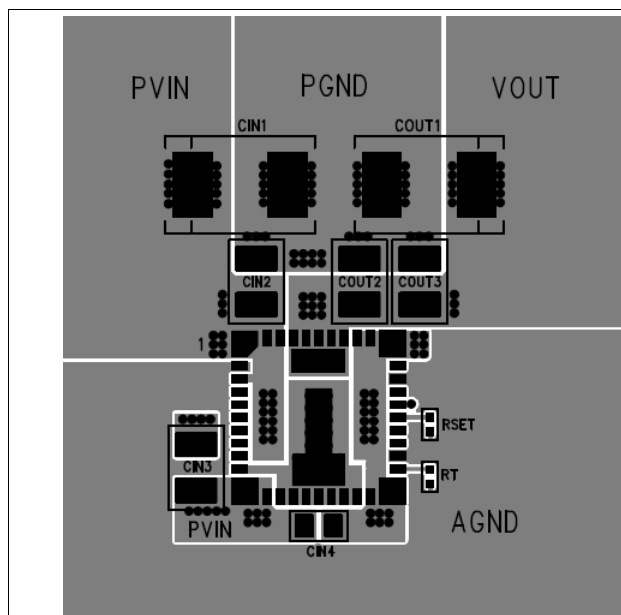 PVIN
PGND
VOUT
CIN1
COUT1
CIN2
COUT2
COUT3
1
RSET
CIN3
RT
PVIN
AGND
CIN4